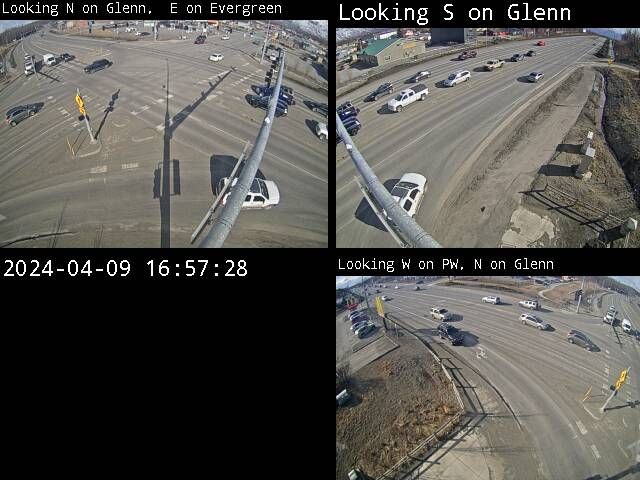 Looking N on Glenn, E on Evergreen
Looking S on Glenn
2024-04-09 16:57:28
Looking W on PW, N on Glenn